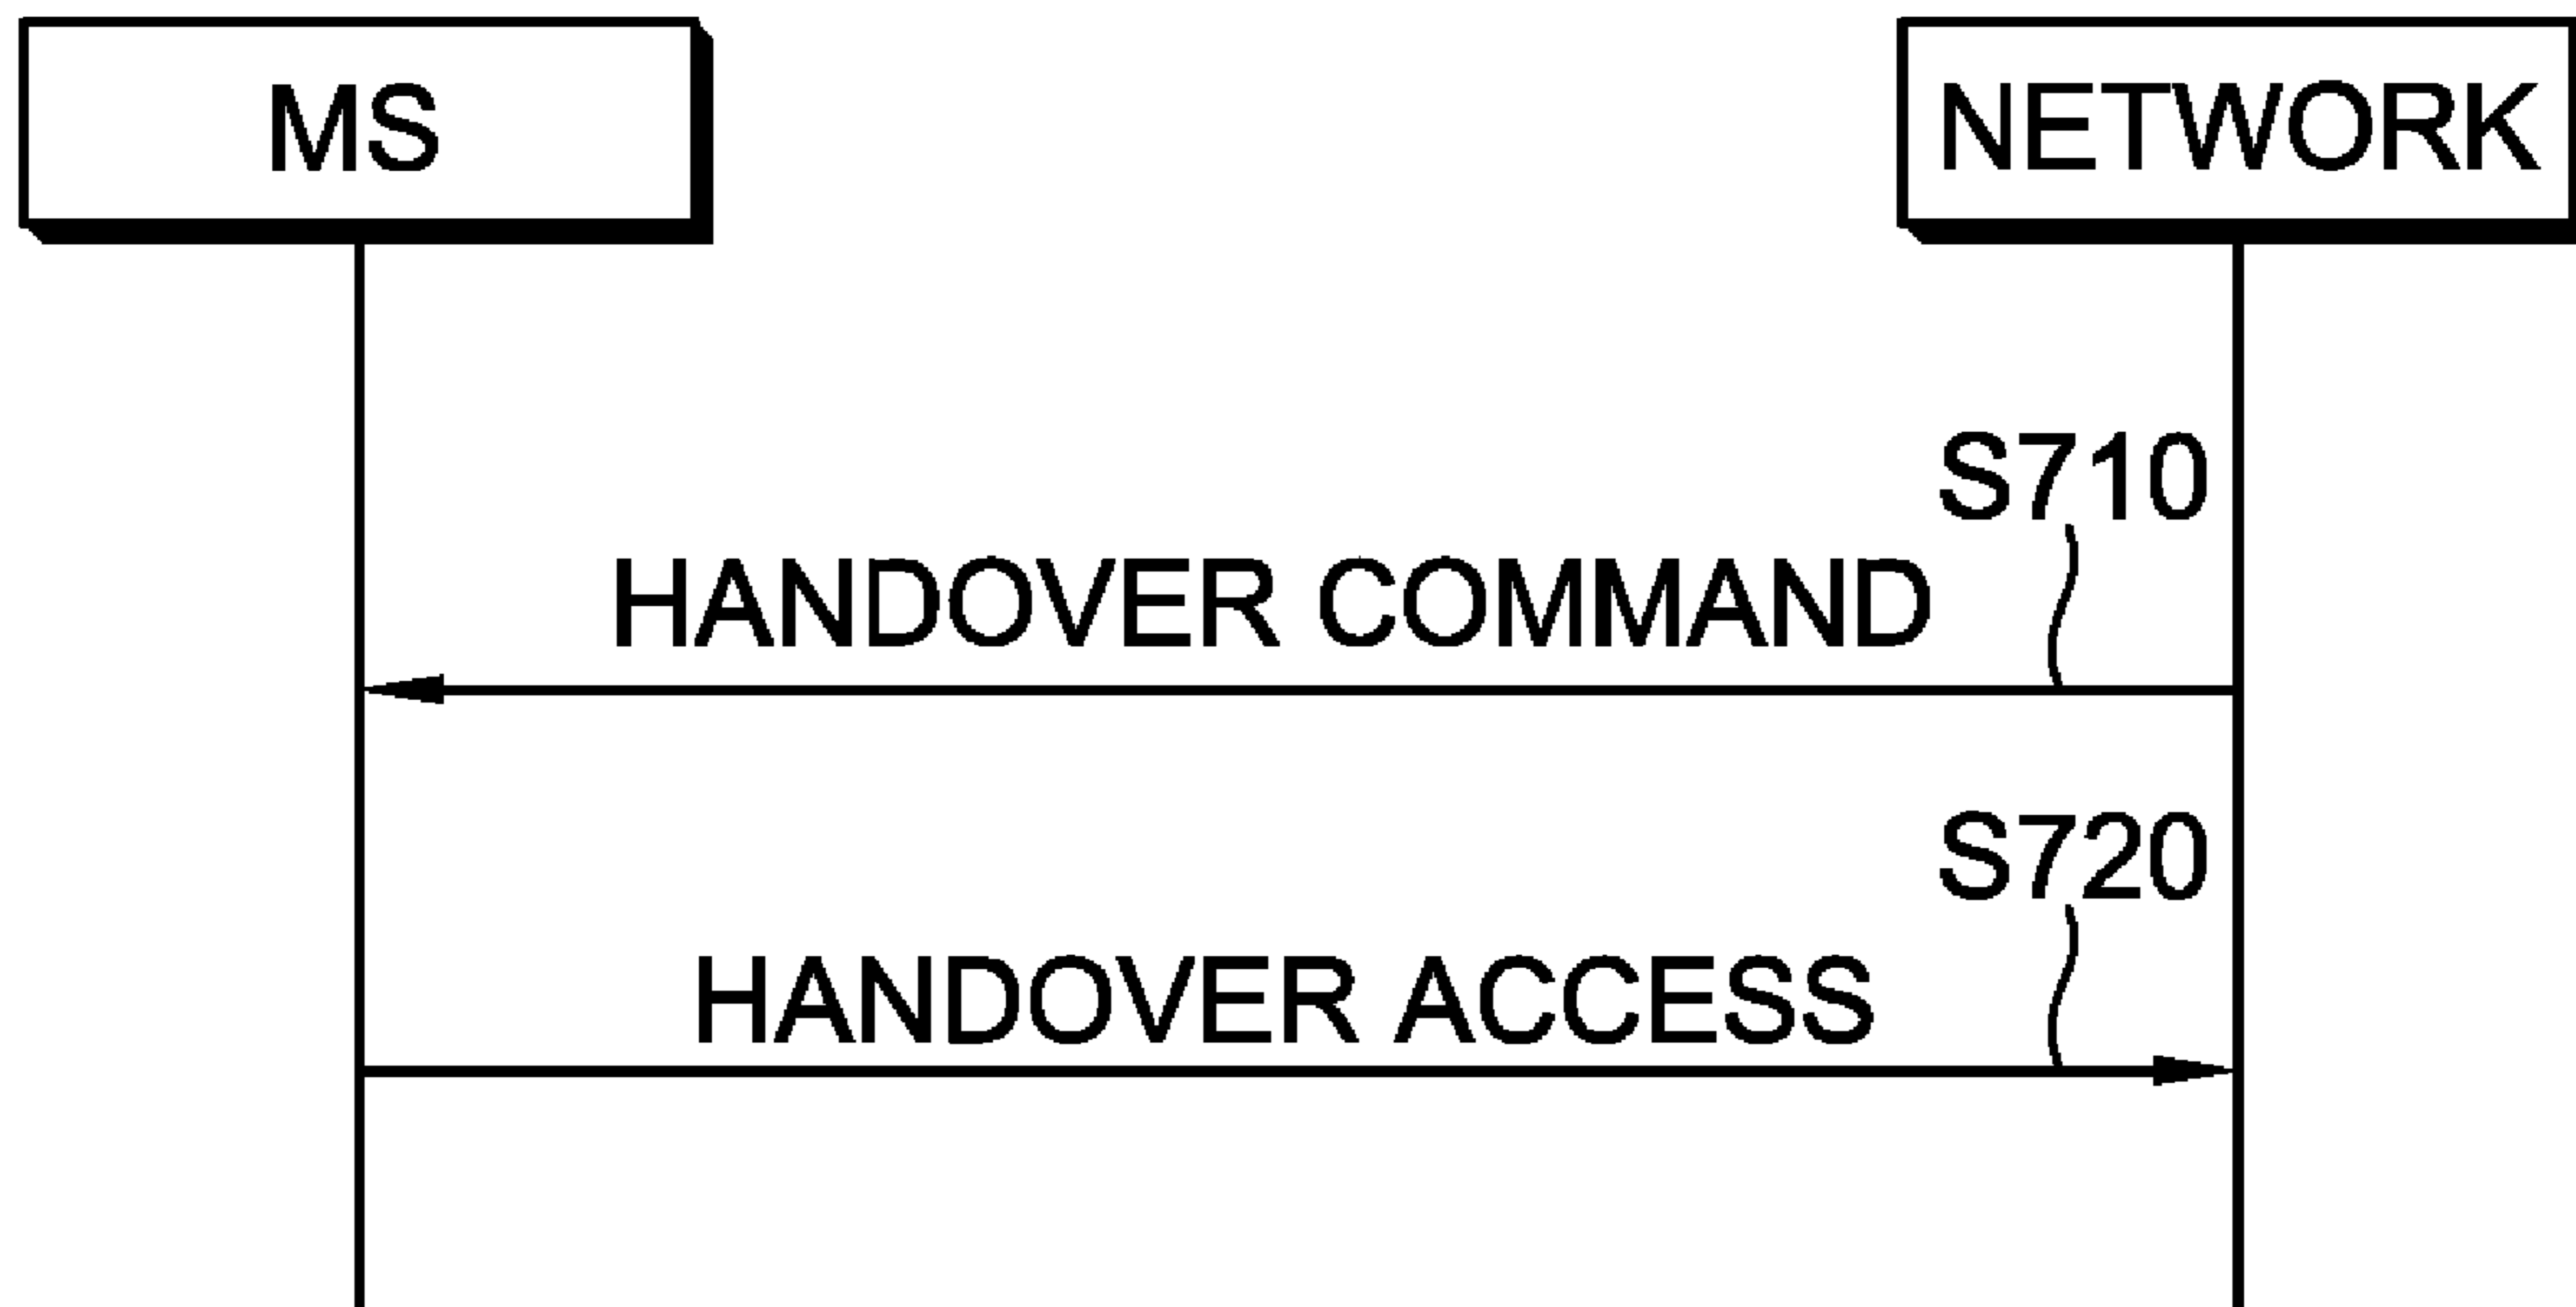 MS
NETWORK
S710
HANDOVER COMMAND
S720
HANDOVER ACCESS